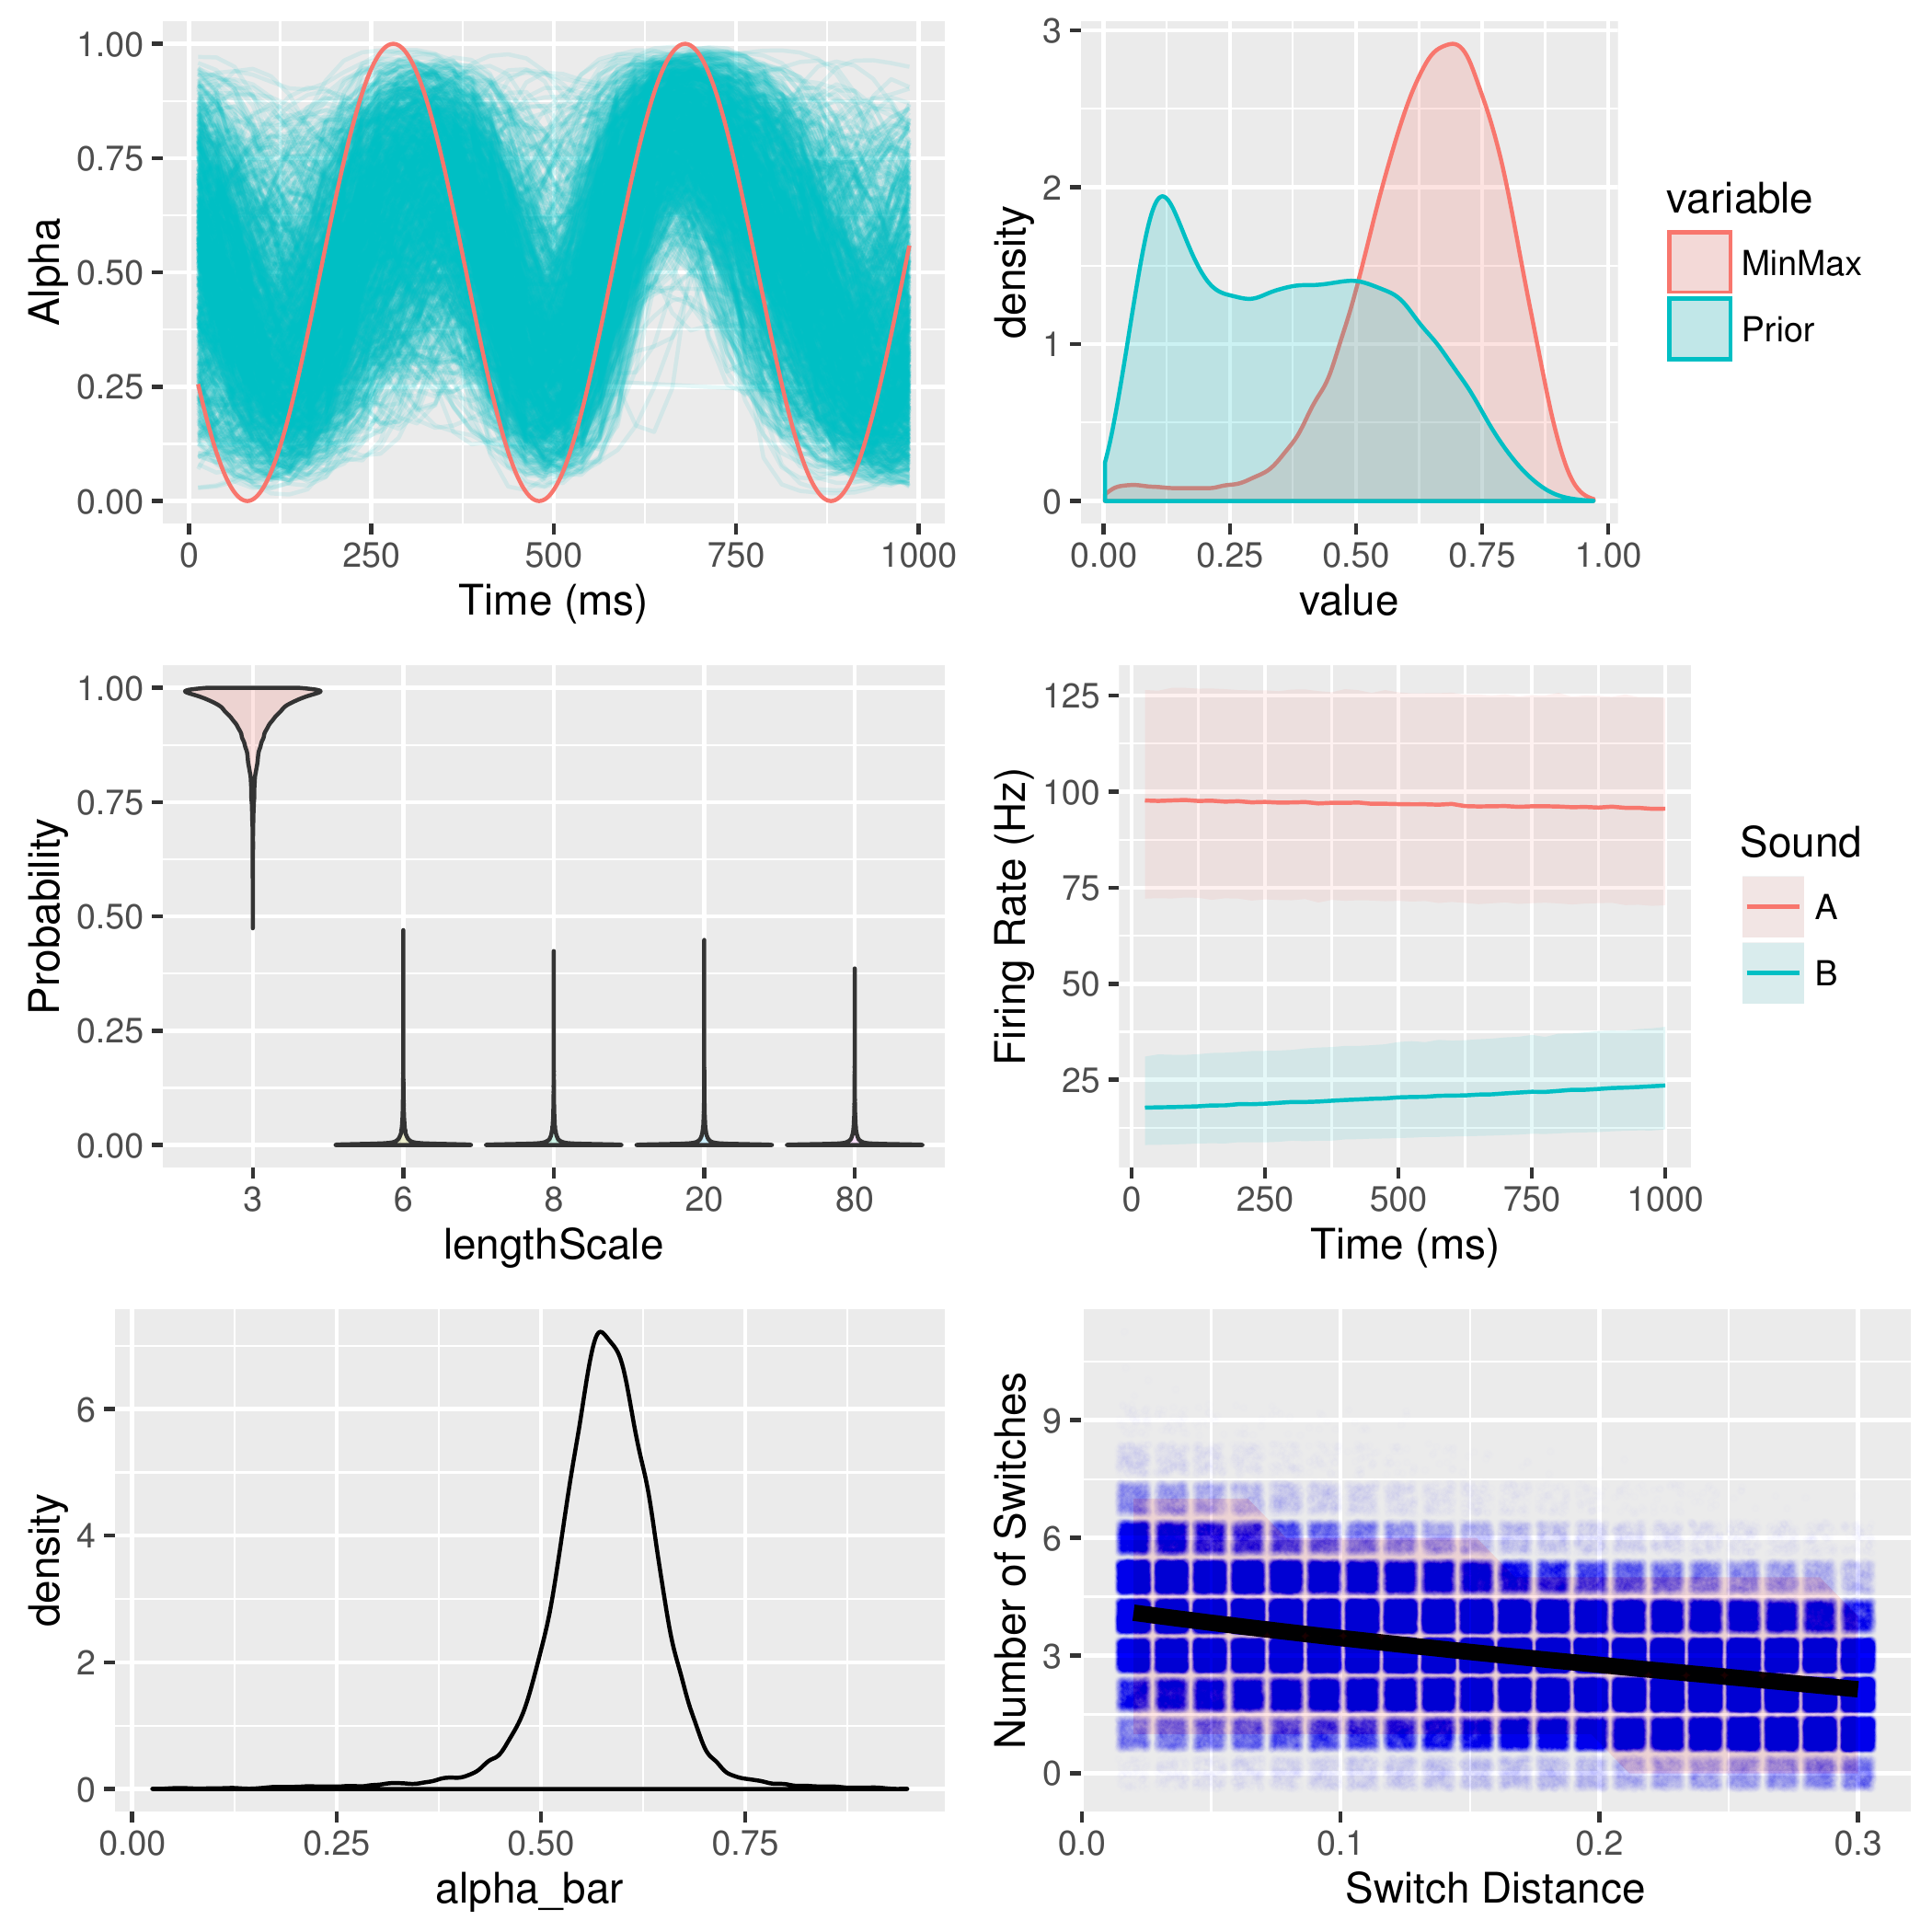 Alpha
1.00
0.75
0.50
0.25
0.00
0 250 500 750 1000
Time (ms)
density
3
2
1
0
0.00 0.25 0.50 0.75 1.00
value
variable
MinMax
Prior
Probability
1.00
0.75
0.50
0.25
0.00
3 6 8 20 80
lengthScale
Firing Rate (Hz)
125
100
75
50
25
0 250 500 750 1000
Time (ms)
Sound
A
B
density
6
4
2
0
0.00 0.25 0.50 0.75
alpha_bar
Number of Switches
9
6
3
0
0.0 0.1 0.2 0.3
Switch Distance